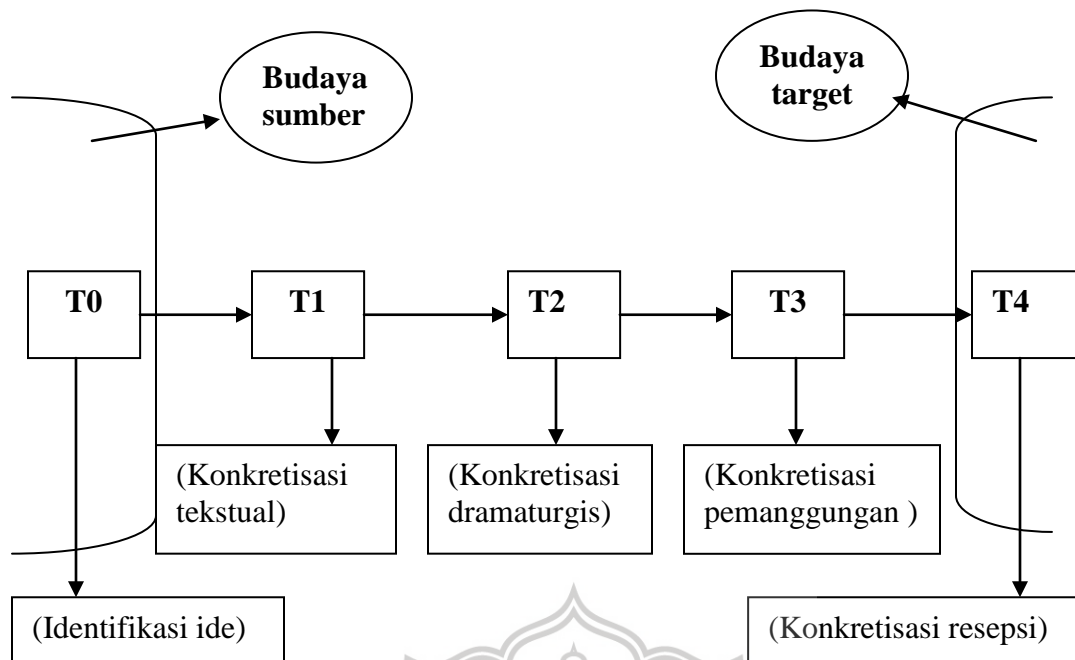 Budaya
sumber
Budaya
target
T0
T1
T2
T3
T4
(Konkretisasi
tekstual)
(Konkretisasi
dramaturgis)
(Konkretisasi
pemanggungan )
(Identifikasi ide)
(Konkretisasi resepsi)